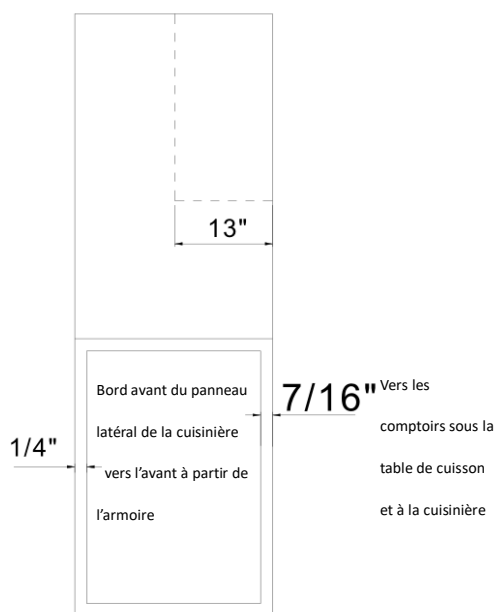 13"
Bord avant du panneau
latéral de la cuisinière
vers l’avant à partir de
l’armoire
1/4"
7/16"
Vers les
comptoirs sous la
table de cuisson
et à la cuisinière